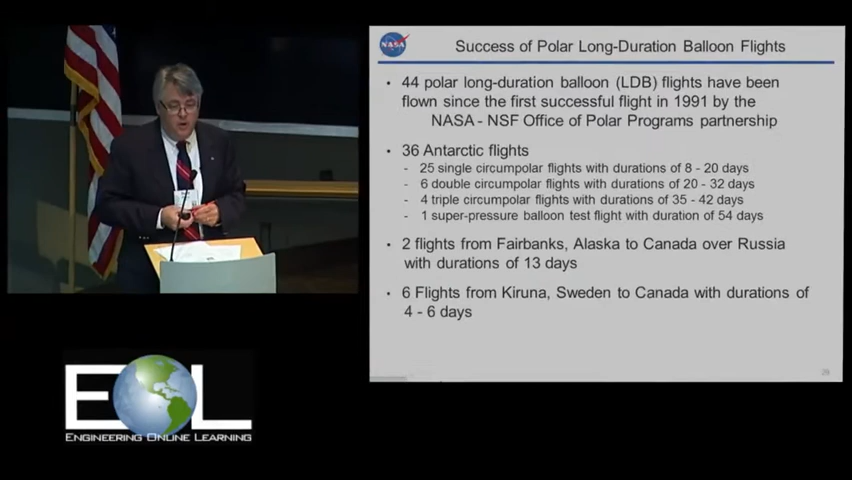 NASA
Success of Polar Long-Duration Balloon Flights
• 44 polar long-duration balloon (LDB) flights have been
flown since the first successful flight in 1991 by the
NASA - NSF Office of Polar Programs partnership
• 36 Antarctic flights
- 25 single circumpolar flights with durations of 8 - 20 days
- 6 double circumpolar flights with durations of 20 - 32 days
- 4 triple circumpolar flights with durations of 35 - 42 days
- 1 super-pressure balloon test flight with duration of 54 days
• 2 flights from Fairbanks, Alaska to Canada over Russia
with durations of 13 days
• 6 Flights from Kiruna, Sweden to Canada with durations of
4 - 6 days
EOL
ENGINEERING ONLINE LEARNING